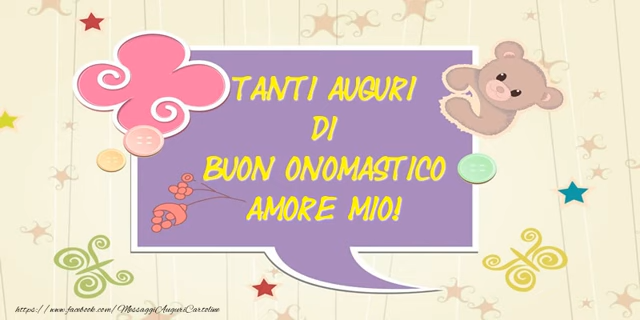 TANTI AUGURI
DI
BUON ONOMASTICO
AMORE MIO!
https://www.facebook.com/MessaggiAuguriCartoline